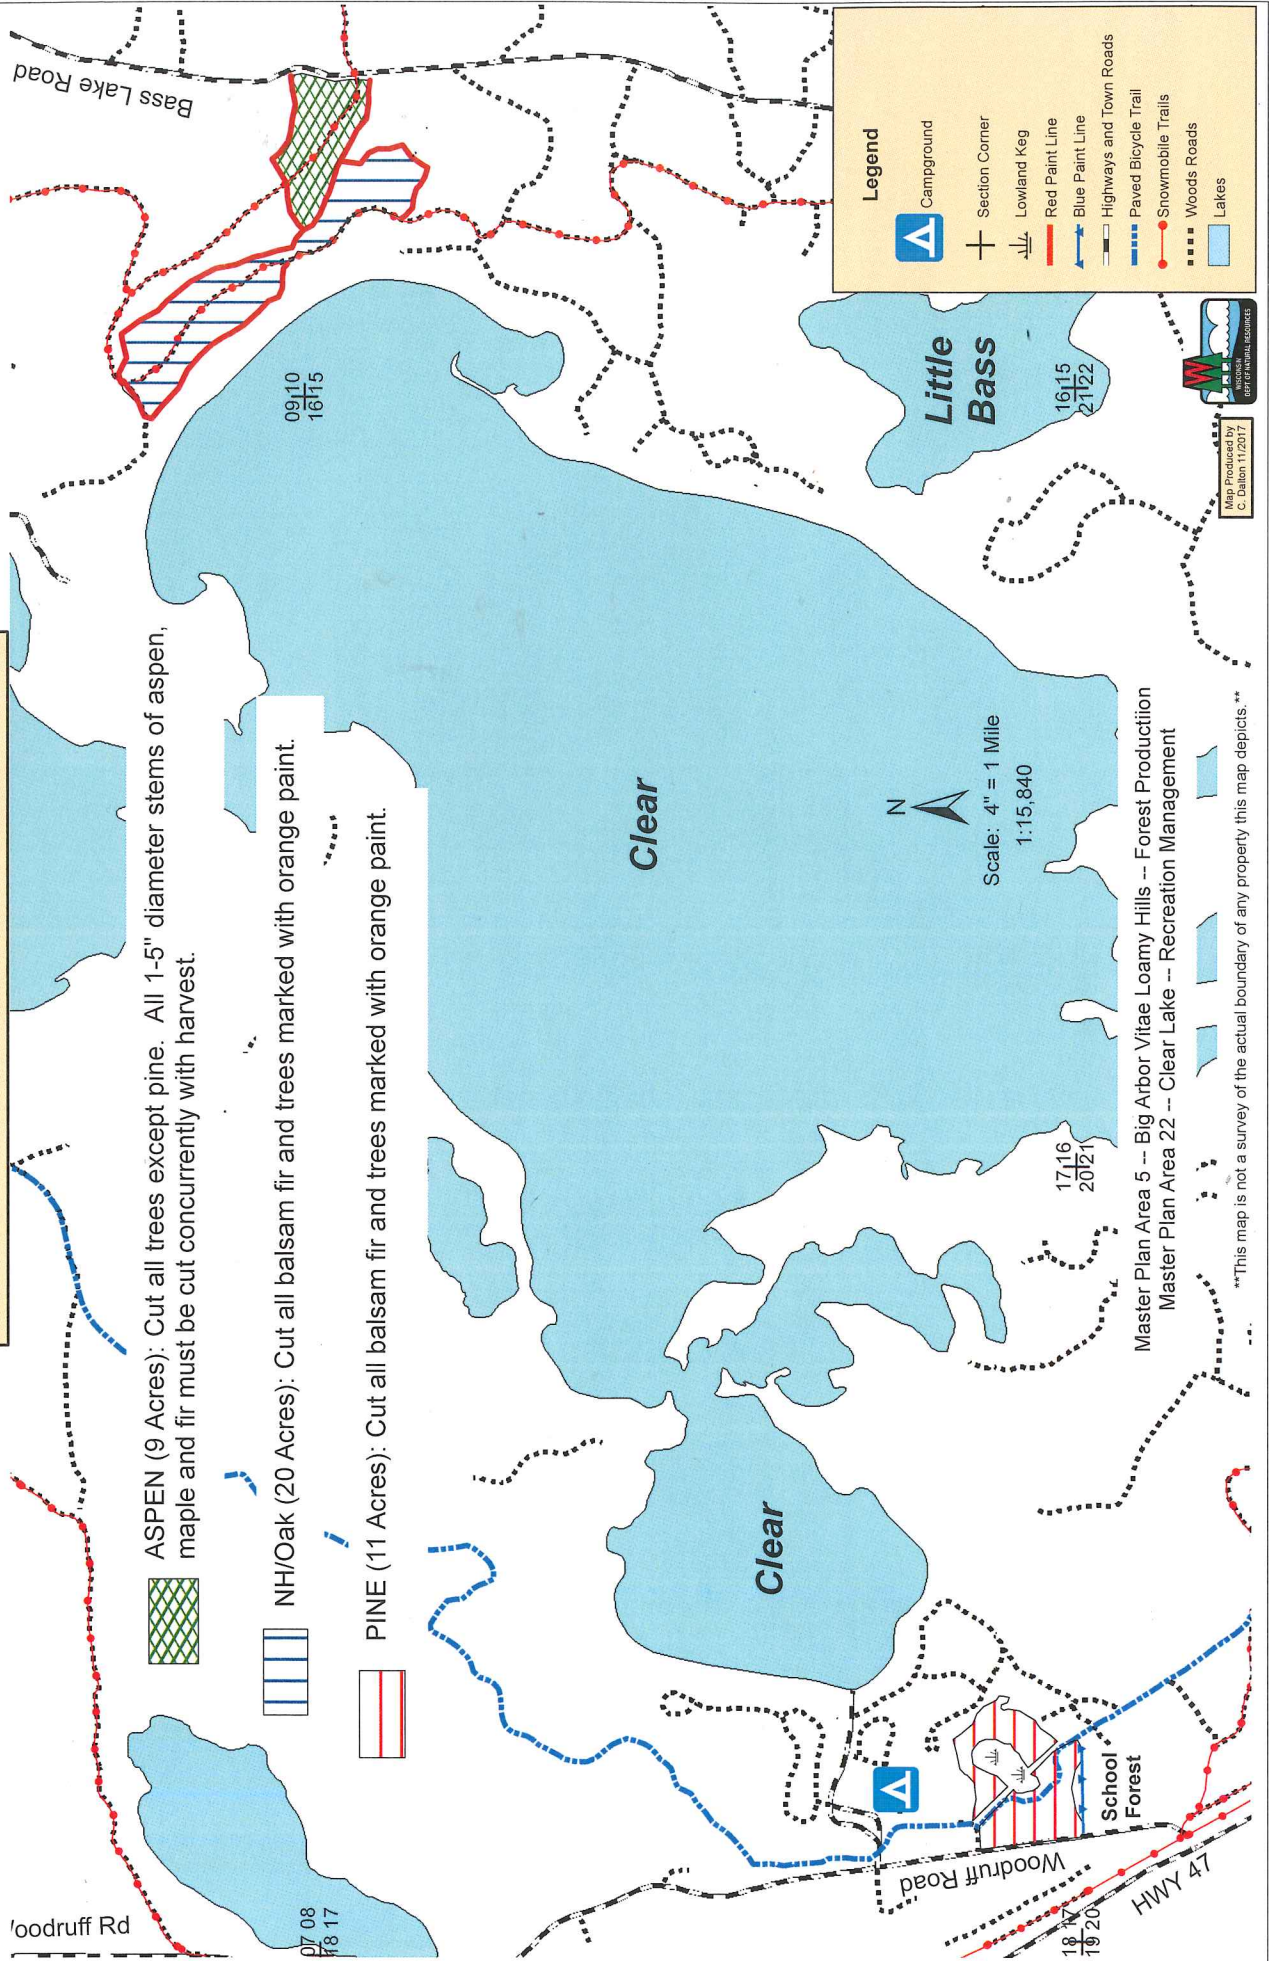 ASPEN (9 Acres): Cut all trees except pine. All 1-5" diameter stems of aspen,
maple and fir must be cut concurrently with harvest.
NH/Oak (20 Acres): Cut all balsam fir and trees marked with orange paint.
PINE (11 Acres): Cut all balsam fir and trees marked with orange paint.
Bass Lake Road
oodruff Rd
07 08
18 17
09 10
16 15
Clear
Clear
Little
Bass
16 15
21 22
17 16
20 21
18 17
19 20
N
Scale: 4" = 1 Mile
1:15,840
Woodruff Road
HWY 47
School
Forest
Master Plan Area 5 -- Big Arbor Vitae Loamy Hills -- Forest Production
Master Plan Area 22 -- Clear Lake -- Recreation Management
**This map is not a survey of the actual boundary of any property this map depicts.**
Legend
Campground
Section Corner
Lowland Keg
Red Paint Line
Blue Paint Line
Highways and Town Roads
Paved Bicycle Trail
Snowmobile Trails
Woods Roads
Lakes
Map Produced by
C. Dalton 11/2017
W
WISCONSIN
DEPT OF NATURAL RESOURCES